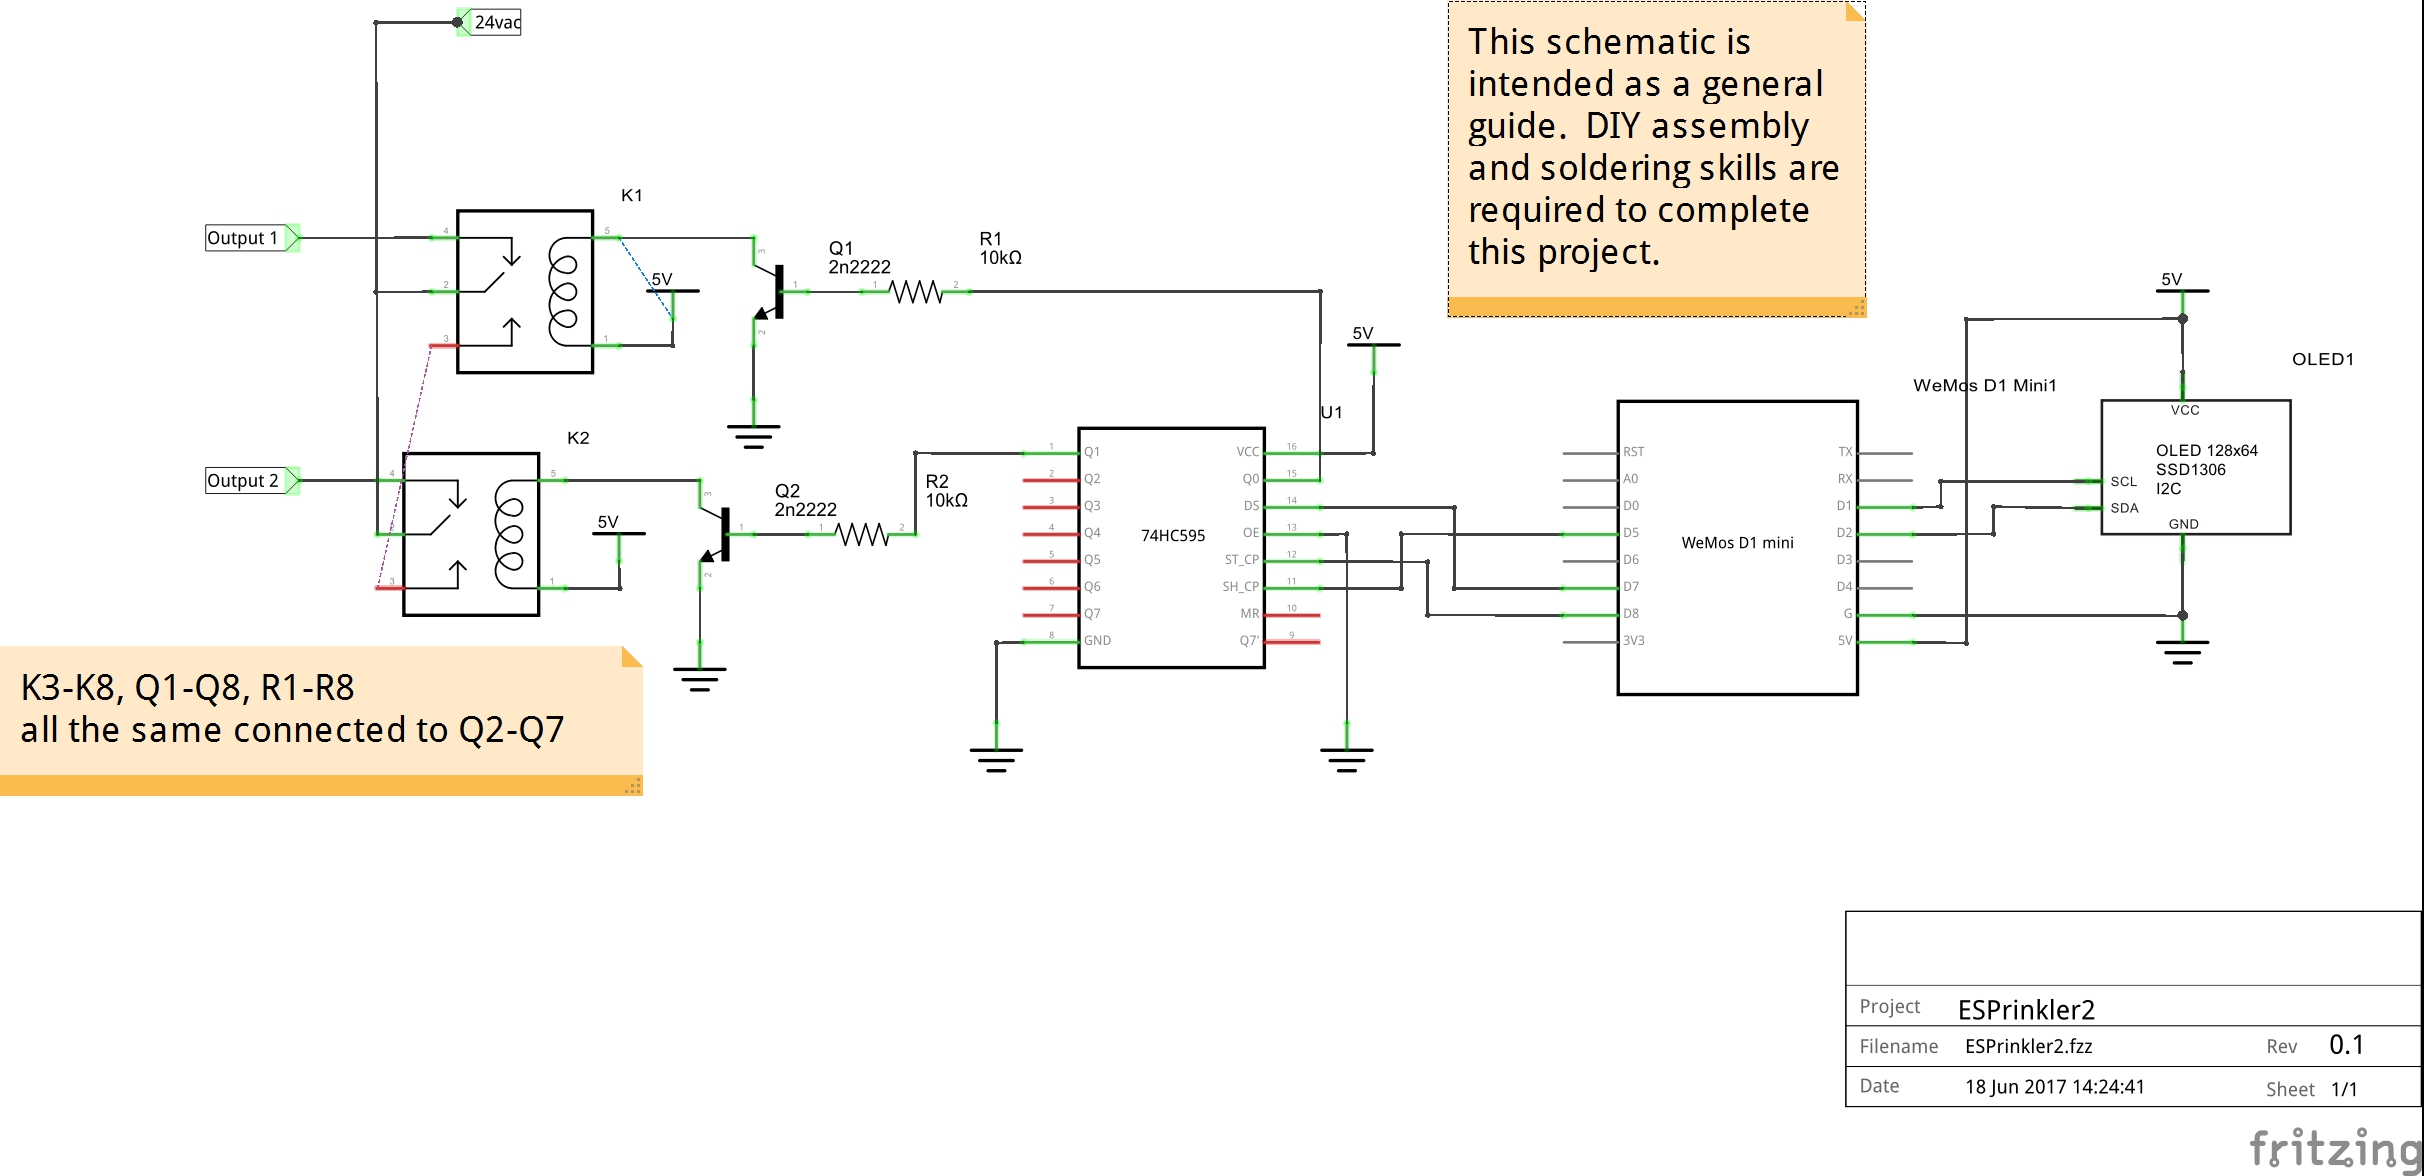 24vac
This schematic is
intended as a general
guide.  DIY assembly
and soldering skills are
required to complete
this project.
K1
Output 1
4
5
2
3
1
5V
3
2
Q1
2n2222
1
1
2
R1
10kΩ
K2
Output 2
4
5
2
3
1
5V
3
2
Q2
2n2222
1
1
2
R2
10kΩ
5V
U1
74HC595
1 Q1
2 Q2
3 Q3
4 Q4
5 Q5
6 Q6
7 Q7
8 GND
VCC 16
Q0 15
DS 14
OE 13
ST_CP 12
SH_CP 11
MR 10
Q7' 9
WeMos D1 Mini1
WeMos D1 mini
RST
A0
D0
D5
D6
D7
D8
3V3
TX
RX
D1
D2
D3
D4
G
5V
5V
OLED1
VCC
OLED 128x64
SSD1306
I2C
SCL
SDA
GND
K3-K8, Q1-Q8, R1-R8
all the same connected to Q2-Q7
Project ESPrinkler2
Filename ESPrinkler2.fzz Rev 0.1
Date 18 Jun 2017 14:24:41 Sheet 1/1
fritzing